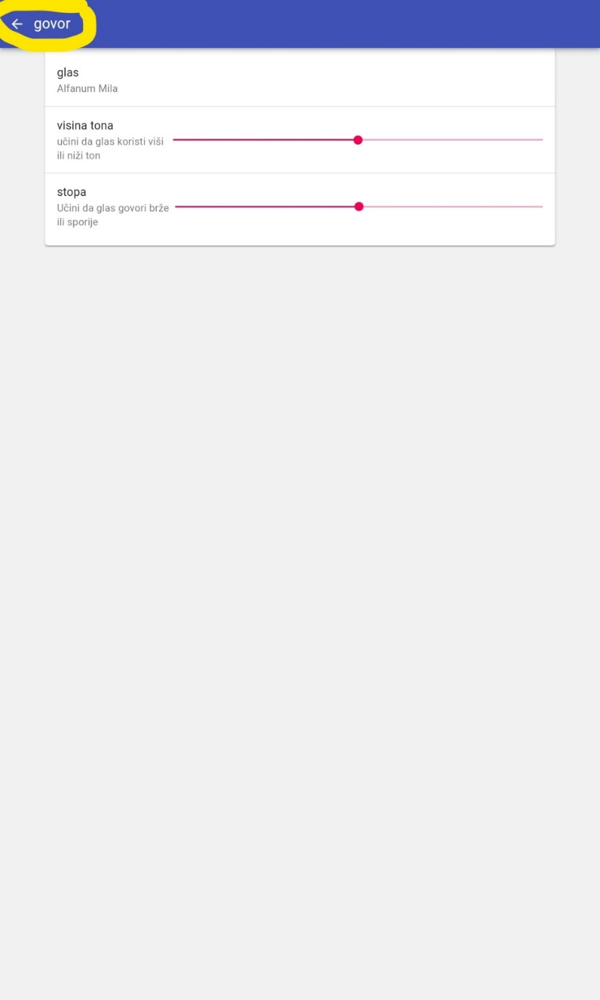 govor
glas
Alfanum Mila
visina tona
učini da glas koristi viši
ili niži ton
stopa
Učini da glas govori brže
ili sporije